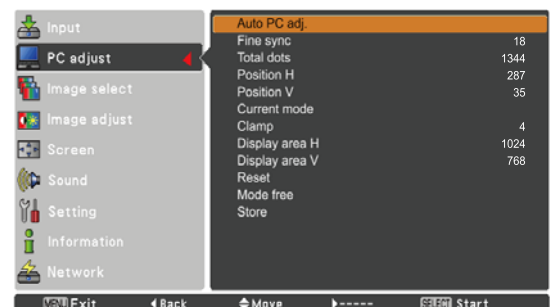 Input
PC adjust
Image select
Image adjust
Screen
Sound
Setting
Information
Network
Auto PC adj.
Fine sync 18
Total dots 1344
Position H 287
Position V 35
Current mode
Clamp 4
Display area H 1024
Display area V 768
Reset
Mode free
Store
MENU Exit ◀Back ◆Move ▶----- SELECT Start